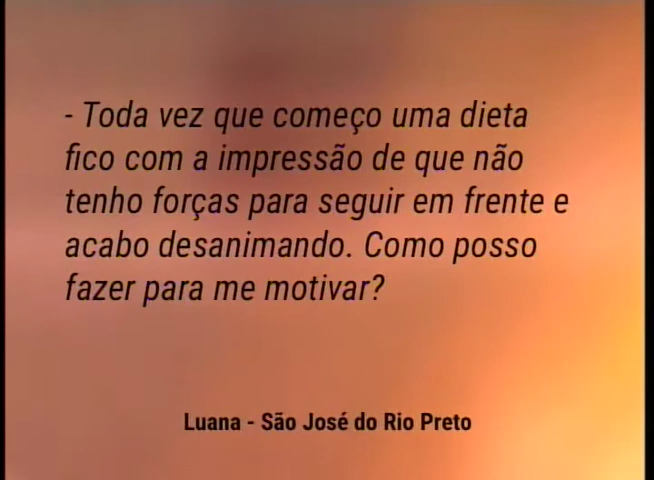 - Toda vez que começo uma dieta
fico com a impressão de que não
tenho forças para seguir em frente e
acabo desanimando. Como posso
fazer para me motivar?
Luana - São José do Rio Preto